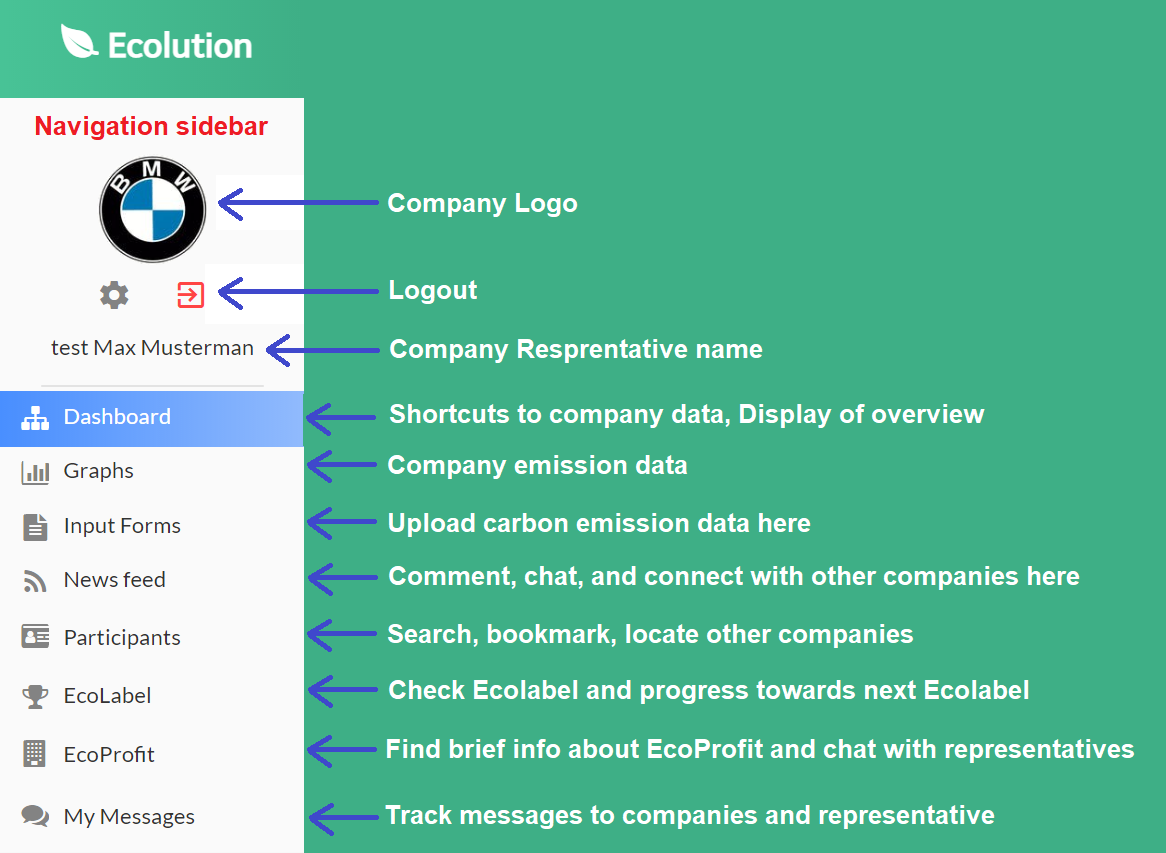 Ecolution
Navigation sidebar
BMW
Company Logo
Logout
test Max Musterman
Company Resprentative name
Dashboard
Shortcuts to company data, Display of overview
Graphs
Company emission data
Input Forms
Upload carbon emission data here
News feed
Comment, chat, and connect with other companies here
Participants
Search, bookmark, locate other companies
EcoLabel
Check Ecolabel and progress towards next Ecolabel
EcoProfit
Find brief info about EcoProfit and chat with representatives
My Messages
Track messages to companies and representative